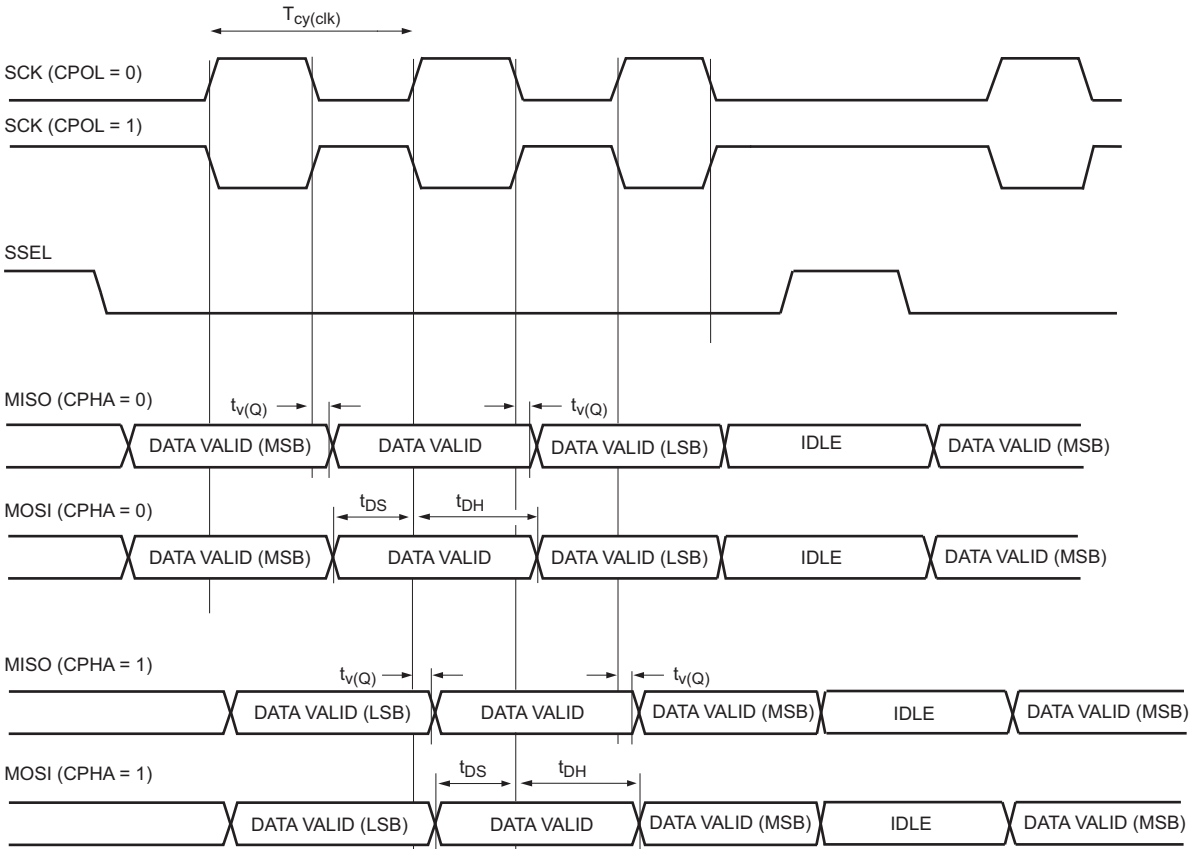 Tcy(clk)
SCK (CPOL = 0)
SCK (CPOL = 1)
SSEL
MISO (CPHA = 0)
tv(Q) tv(Q)
DATA VALID (MSB) DATA VALID DATA VALID (LSB) IDLE DATA VALID (MSB)
MOSI (CPHA = 0)
tDS tDH
DATA VALID (MSB) DATA VALID DATA VALID (LSB) IDLE DATA VALID (MSB)
MISO (CPHA = 1)
tv(Q) tv(Q)
DATA VALID (LSB) DATA VALID DATA VALID (MSB) IDLE DATA VALID (MSB)
MOSI (CPHA = 1)
tDS tDH
DATA VALID (LSB) DATA VALID DATA VALID (MSB) IDLE DATA VALID (MSB)